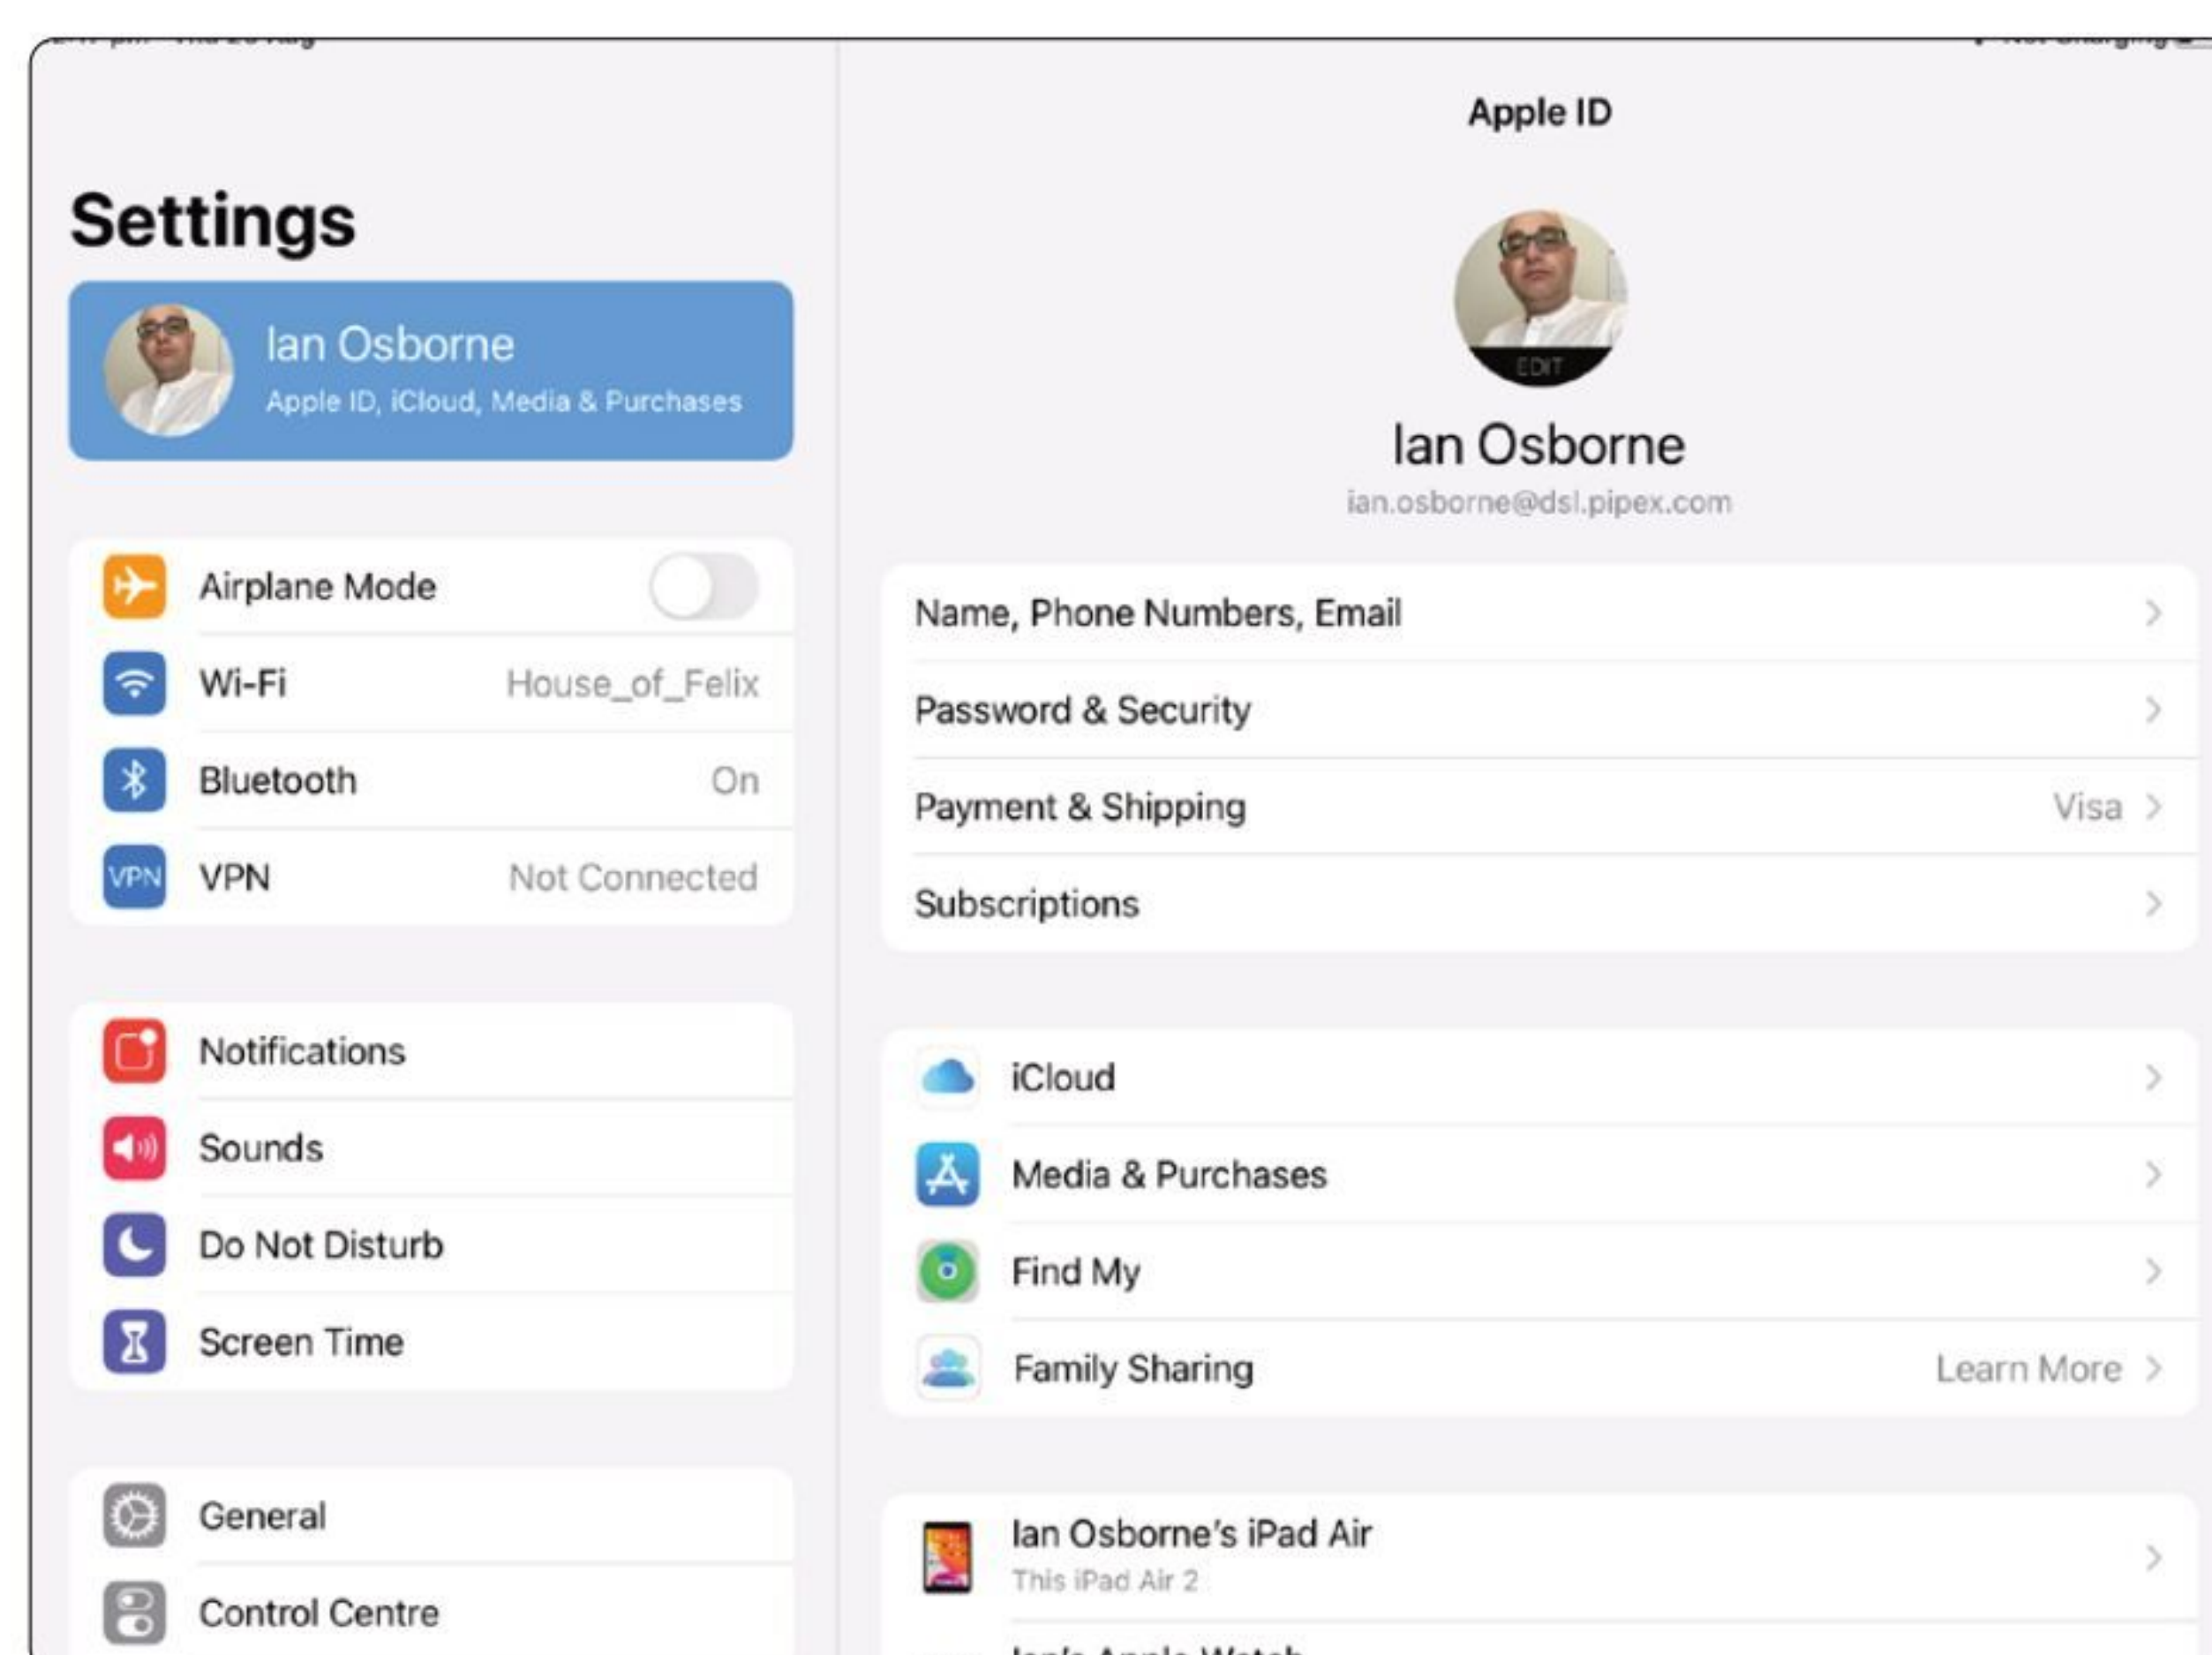 Settings
Ian Osborne
Apple ID, iCloud, Media & Purchases
Airplane Mode
Wi-Fi House_of_Felix
Bluetooth On
VPN VPN Not Connected
Notifications
Sounds
Do Not Disturb
Screen Time
General
Control Centre
Apple ID
EDIT
Ian Osborne
ian.osborne@dsl.pipex.com
Name, Phone Numbers, Email
Password & Security
Payment & Shipping Visa
Subscriptions
iCloud
Media & Purchases
Find My
Family Sharing Learn More
Ian Osborne's iPad Air
This iPad Air 2
Ian's Apple Watch